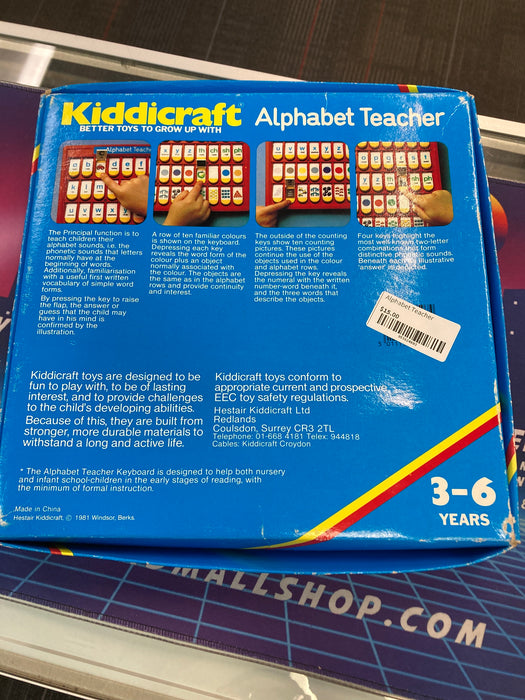 Kiddicraft
BETTER TOYS TO GROW UP WITH
Alphabet Teacher
The Principal function is to
teach children their
alphabet sounds, i.e. the
phonetic sounds that letters
normally have at the
beginning of words.
Additionally, familiarisation
with a useful first written
vocabulary of simple word
forms.
By pressing the key to raise
the flap, the answer or
guess that the child may
have in his mind is
confirmed by the
illustration.
A row of ten familiar colours
is shown on the keyboard.
Depressing each key
reveals the word form of the
colour plus an object
normally associated with
the colour. The objects are
the same as in the alphabet
rows and provide continuity
and interest.
The outside of the counting
keys show ten counting
pictures. These pictures
continue the use of the
objects used in the colour
and alphabet rows.
Depressing the key reveals
the numeral with the written
number-word beneath it,
and the three words that
describe the objects.
Four keys highlight the
most well-known two-letter
combinations that form
distinctive phonetic sounds.
Beneath each key illustrative
'answer' is depicted.
Alphabet Teacher
$15.00
Kiddicraft toys are designed to be
fun to play with, to be of lasting
interest, and to provide challenges
to the child's developing abilities.
Because of this, they are built from
stronger, more durable materials to
withstand a long and active life.
Kiddicraft toys conform to
appropriate current and prospective
EEC toy safety regulations.
Hestair Kiddicraft Ltd
Redlands
Coulsdon, Surrey CR3 2TL
Telephone: 01-668 4181 Telex: 944818
Cables: Kiddicraft Croydon
* The Alphabet Teacher Keyboard is designed to help both nursery
and infant school-children in the early stages of reading, with
the minimum of formal instruction.
3-6
YEARS
Made in China
Hestair Kiddicraft. © 1981 Windsor, Berks.
MALLSHOP.COM